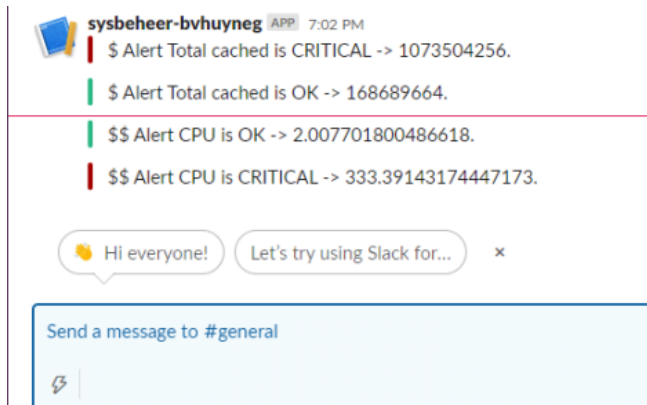 sysbeheer-bvhuyneg APP 7:02 PM
$ Alert Total cached is CRITICAL -> 1073504256.
$ Alert Total cached is OK -> 168689664.
$$ Alert CPU is OK -> 2.007701800486618.
$$ Alert CPU is CRITICAL -> 333.39143174447173.
👋 Hi everyone! Let's try using Slack for... ×
Send a message to #general